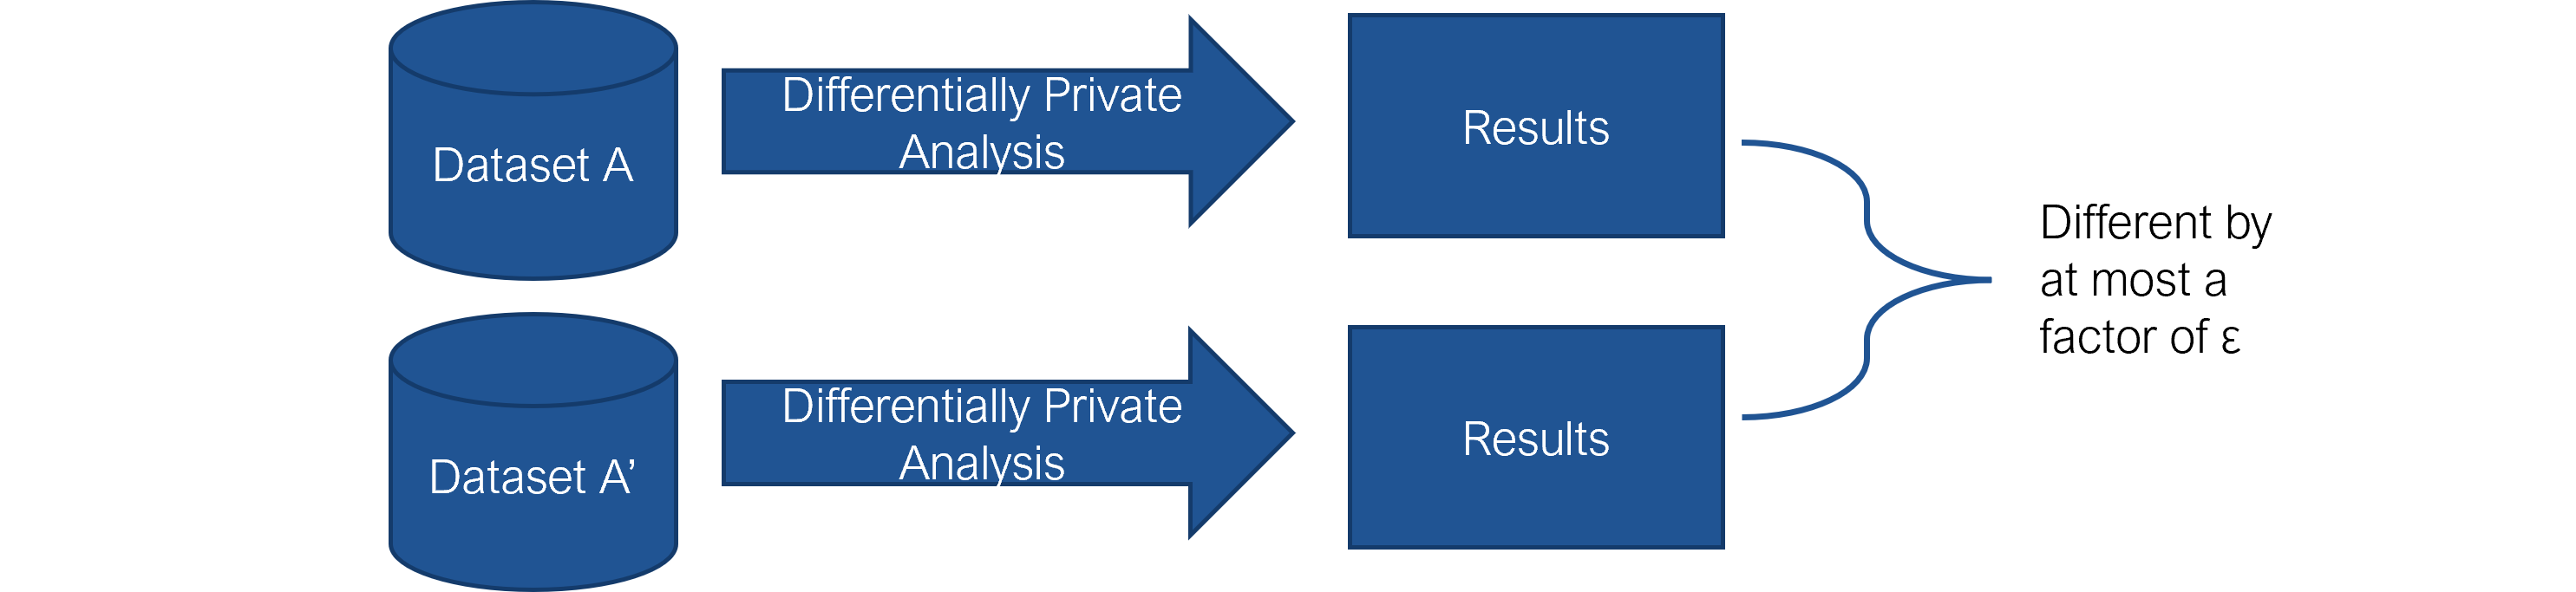 Dataset A
Differentially Private
Analysis
Results
Dataset A’
Differentially Private
Analysis
Results
Different by
at most a
factor of ε